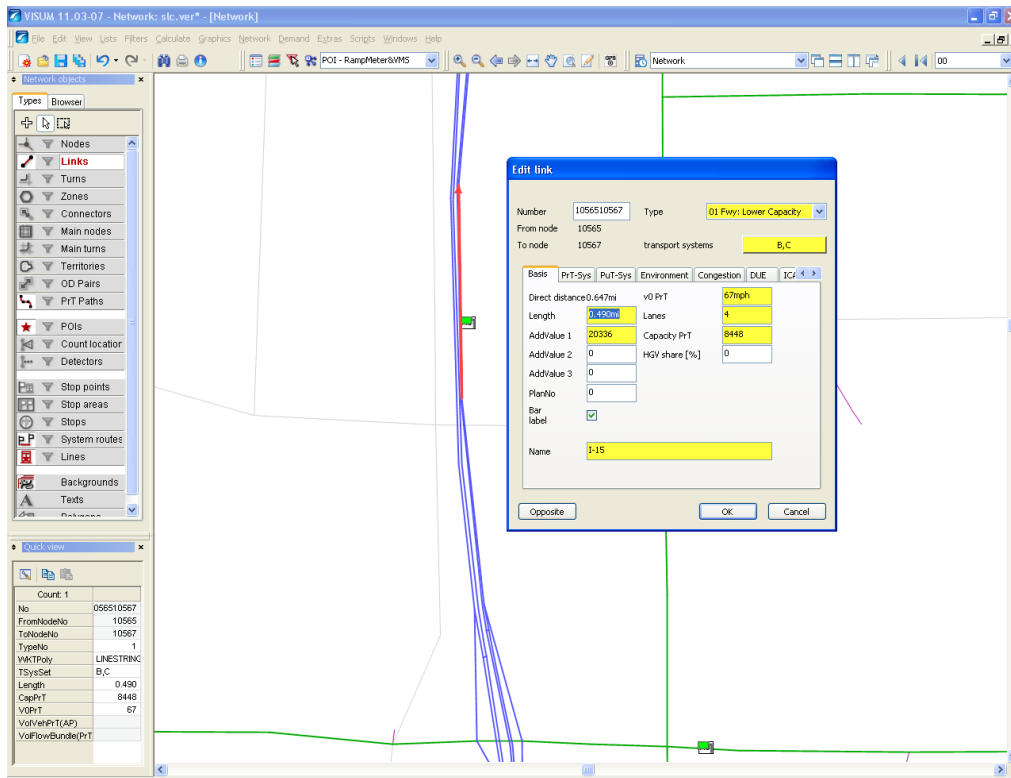 VISUM 11.03-07 - Network: slc.ver* - [Network]
File Edit View Lists Filters Calculate Graphics Network Demand Extras Scripts Windows Help
POI - RampMeter&VMS
Network
00
Network objects
Types Browser
Nodes
Links
Turns
Zones
Connectors
Main nodes
Main turns
Territories
OD Pairs
PrT Paths
POIs
Count location
Detectors
Stop points
Stop areas
Stops
System routes
Lines
Backgrounds
Texts
Polygons
Quick view
Count: 1
No 056510567
FromNodeNo 10565
ToNodeNo 10567
TypeNo 1
WKTPoly LINESTRING
TSysSet B,C
Length 0.490
CapPrT 8448
V0PrT 67
VolVehPrT(AP)
VolFlowBundle(PrT
Edit link
Number 1056510567 Type 01 Fwy: Lower Capacity
From node 10565
To node 10567 transport systems B,C
Basis PrT-Sys PuT-Sys Environment Congestion DUE ICA
Direct distance 0.647mi v0 PrT 67mph
Length 0.490mi Lanes 4
AddValue 1 20336 Capacity PrT 8448
AddValue 2 0 HGV share [%] 0
AddValue 3 0
PlanNo 0
Bar
label
Name I-15
Opposite OK Cancel